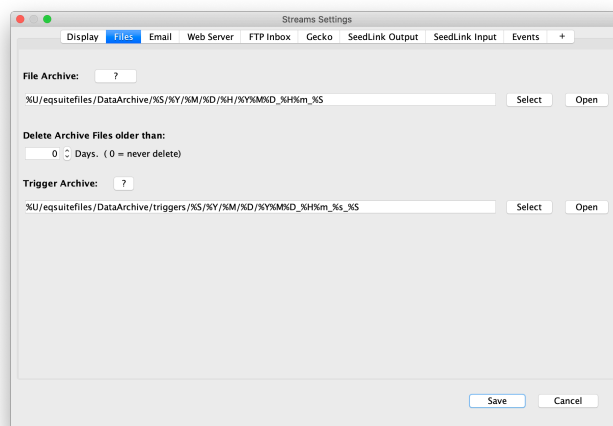 Streams Settings
Display Files Email Web Server FTP Inbox Gecko SeedLink Output SeedLink Input Events +
File Archive: ?
%U/eqsuitefiles/DataArchive/%S/%Y/%M/%D/%H/%Y%M%D_%H%m_%S Select Open
Delete Archive Files older than:
0 Days. ( 0 = never delete)
Trigger Archive: ?
%U/eqsuitefiles/DataArchive/triggers/%S/%Y/%M/%D/%Y%M%D_%H%m_%s_%S Select Open
Save Cancel